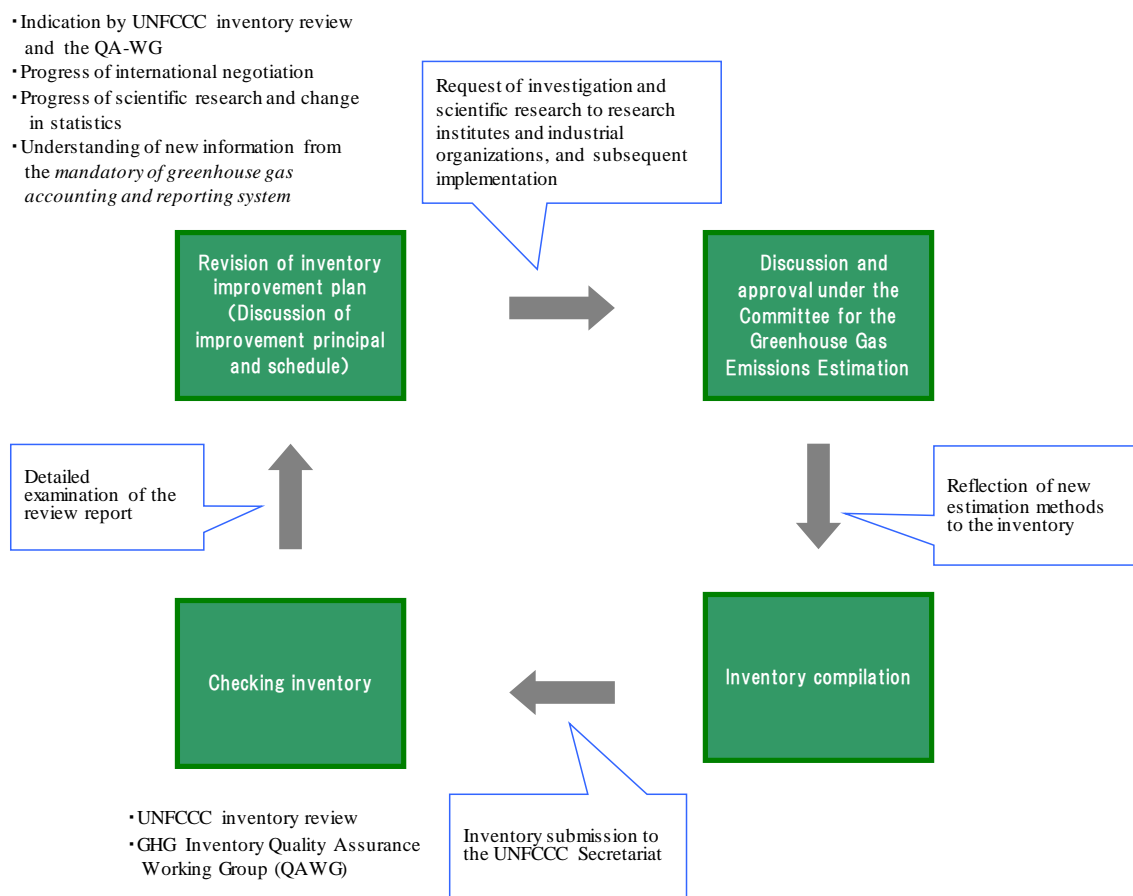 ・Indication by UNFCCC inventory review
and the QA-WG
・Progress of international negotiation
・Progress of scientific research and change
in statistics
・Understanding of new information from
the mandatory of greenhouse gas
accounting and reporting system
Request of investigation and
scientific research to research
institutes and industrial
organizations, and subsequent
implementation
Revision of inventory
improvement plan
(Discussion of
improvement principal
and schedule)
Discussion and
approval under the
Committee for the
Greenhouse Gas
Emissions Estimation
Detailed
examination of the
review report
Reflection of new
estimation methods
to the inventory
Checking inventory
Inventory compilation
・UNFCCC inventory review
・GHG Inventory Quality Assurance
Working Group (QAWG)
Inventory submission to
the UNFCCC Secretariat